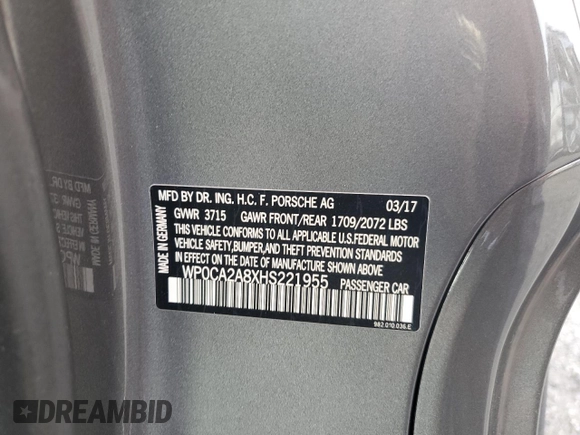 MFD BY DR. ING. H.C. F. PORSCHE AG 03/17
GVWR 3715 GAWR FRONT/REAR 1709/2072 LBS
THIS VEHICLE CONFORMS TO ALL APPLICABLE U.S.FEDERAL MOTOR
VEHICLE SAFETY,BUMPER,AND THEFT PREVENTION STANDARDS
IN EFFECT ON THE DATE OF MANUFACTURE SHOWN ABOVE.
WP0CA2A8XHS221955 PASSENGER CAR
982.010.036.E
MADE IN GERMANY
DREAMBID